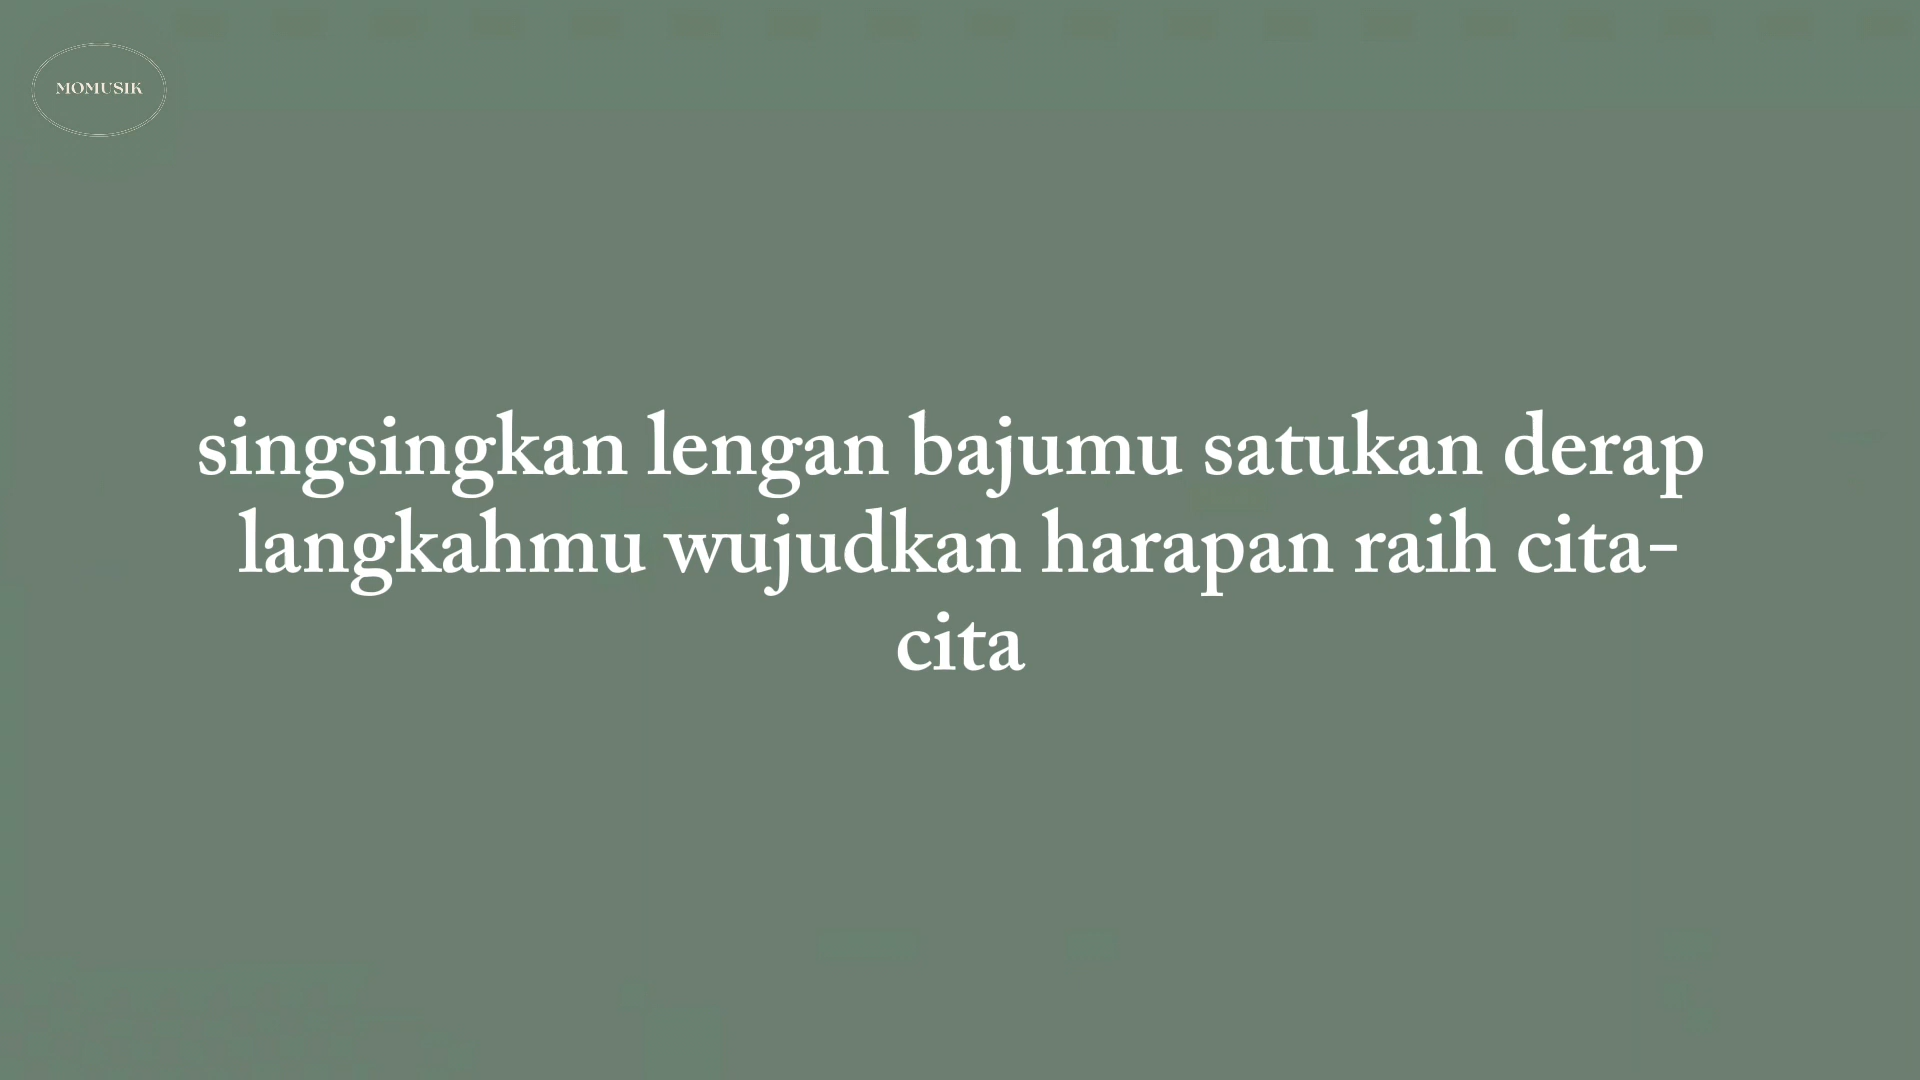 MOMUSIK
singsingkan lengan bajumu satukan derap
langkahmu wujudkan harapan raih cita-
cita